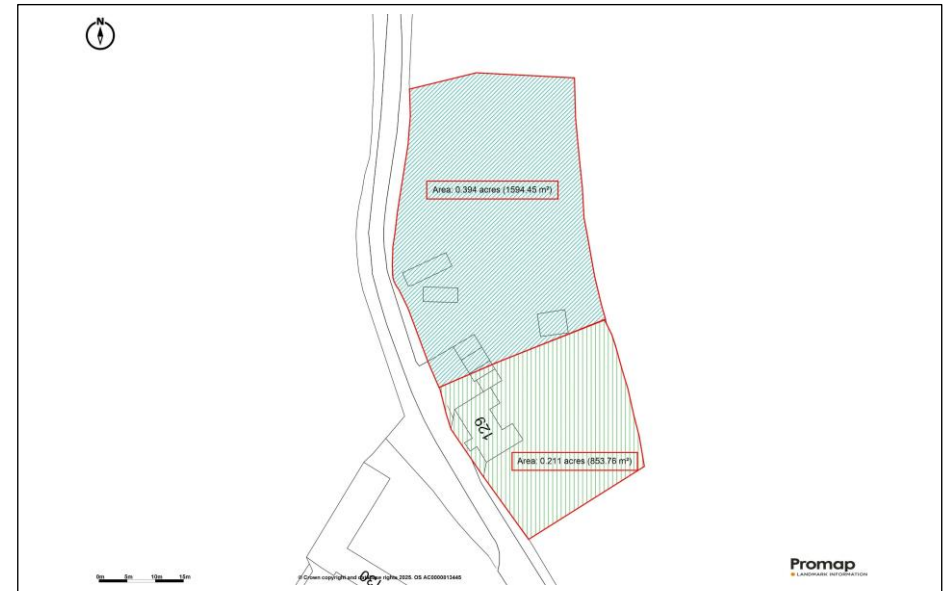 N
Area: 0.394 acres (1594.45 m²)
129
Area: 0.211 acres (853.76 m²)
0m 5m 10m 15m
© Crown copyright and database rights 2025. OS AC0000813445
Promap
LANDMARK INFORMATION